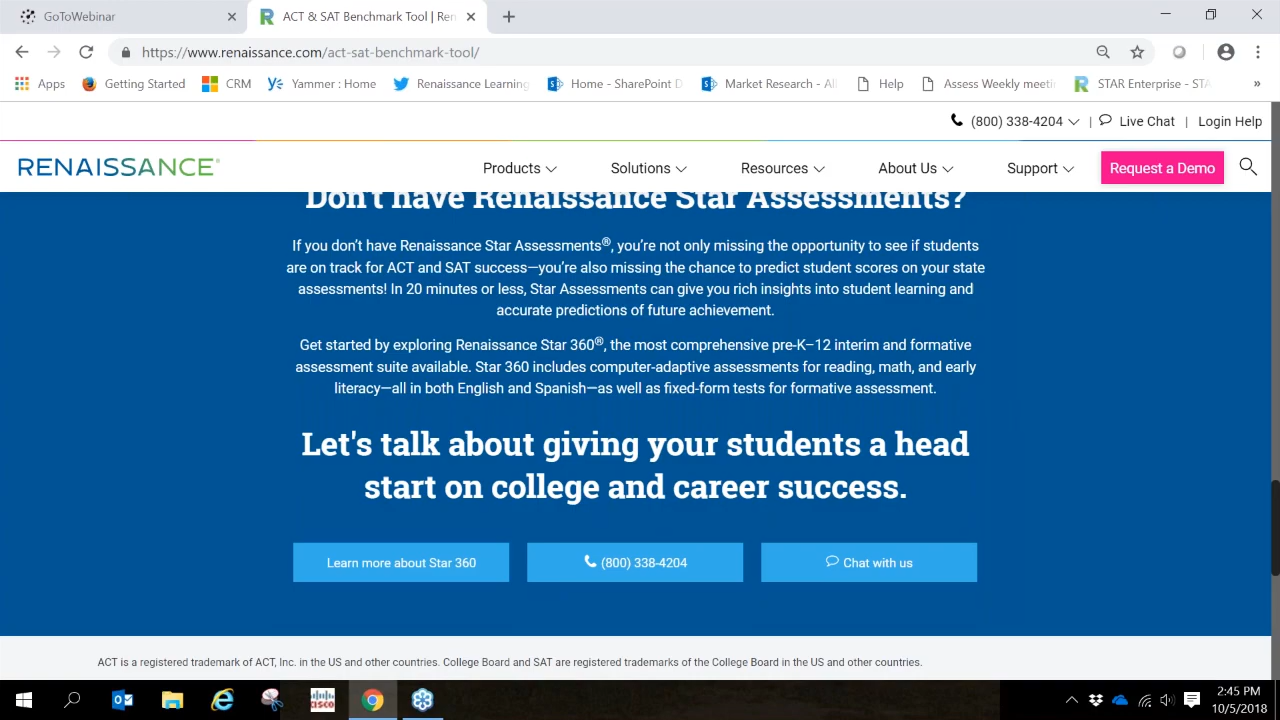 GoToWebinar
ACT & SAT Benchmark Tool | Ren
https://www.renaissance.com/act-sat-benchmark-tool/
Apps Getting Started CRM Yammer : Home Renaissance Learning Home - SharePoint D Market Research - All Help Assess Weekly meeti STAR Enterprise - STA »
(800) 338-4204 | Live Chat | Login Help
RENAISSANCE® Products Solutions Resources About Us Support Request a Demo
Don't have Renaissance Star Assessments?
If you don’t have Renaissance Star Assessments®, you’re not only missing the opportunity to see if students
are on track for ACT and SAT success—you’re also missing the chance to predict student scores on your state
assessments! In 20 minutes or less, Star Assessments can give you rich insights into student learning and
accurate predictions of future achievement.
Get started by exploring Renaissance Star 360®, the most comprehensive pre-K–12 interim and formative
assessment suite available. Star 360 includes computer-adaptive assessments for reading, math, and early
literacy—all in both English and Spanish—as well as fixed-form tests for formative assessment.
Let's talk about giving your students a head
start on college and career success.
Learn more about Star 360 (800) 338-4204 Chat with us
ACT is a registered trademark of ACT, Inc. in the US and other countries. College Board and SAT are registered trademarks of the College Board in the US and other countries.
CISCO
2:45 PM
10/5/2018